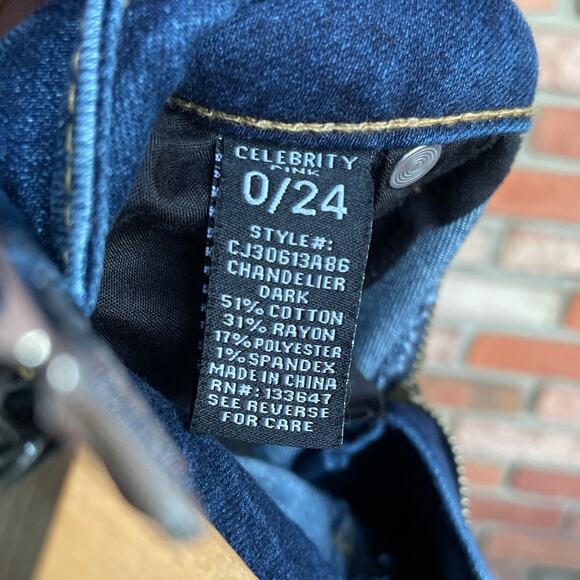 CELEBRITY
PINK
0/24
STYLE#:
CJ30613A86
CHANDELIER
DARK
51% COTTON
31% RAYON
17% POLYESTER
1% SPANDEX
MADE IN CHINA
RN#: 133647
SEE REVERSE
FOR CARE